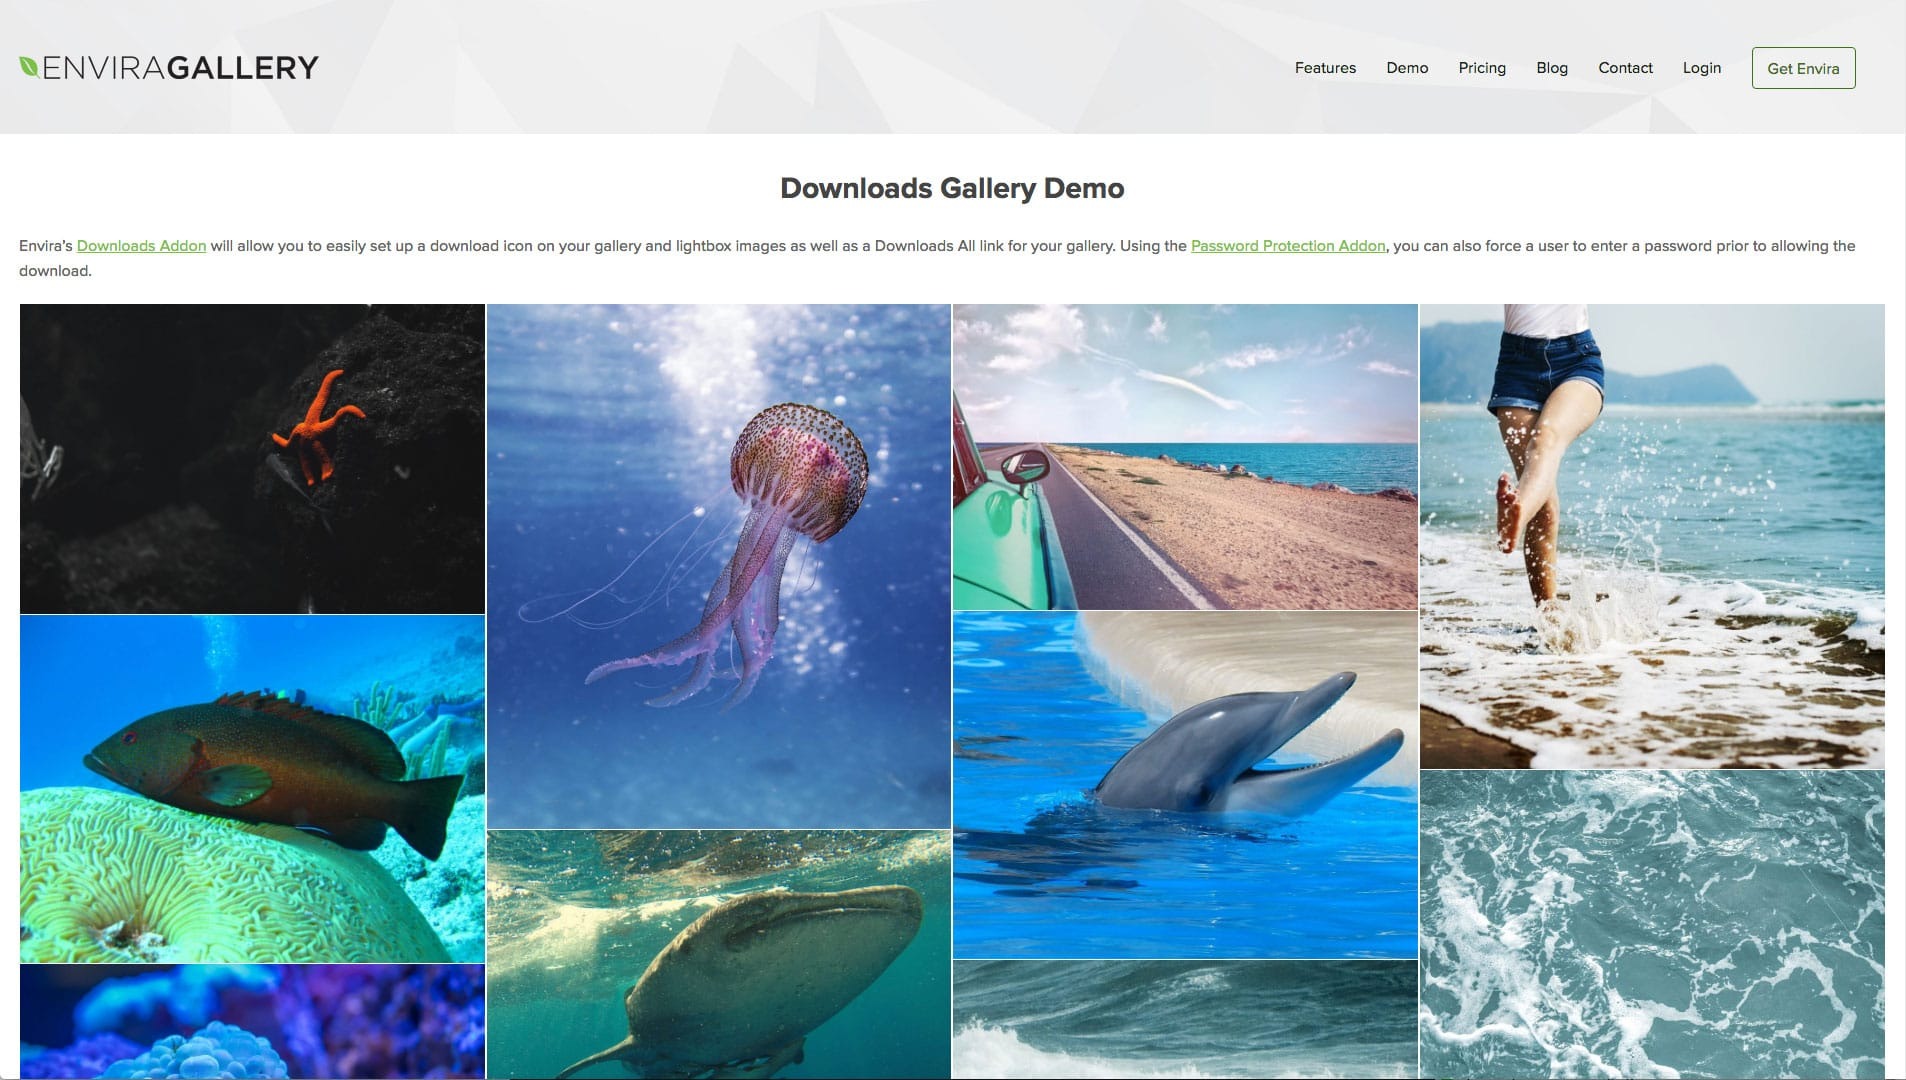 ENVIRAGALLERY
Features Demo Pricing Blog Contact Login Get Envira
Downloads Gallery Demo
Envira's Downloads Addon will allow you to easily set up a download icon on your gallery and lightbox images as well as a Downloads All link for your gallery. Using the Password Protection Addon, you can also force a user to enter a password prior to allowing the
download.